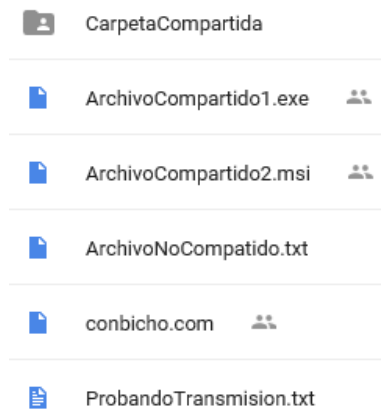 CarpetaCompartida
ArchivoCompartido1.exe
ArchivoCompartido2.msi
ArchivoNoCompatido.txt
conbicho.com
ProbandoTransmision.txt